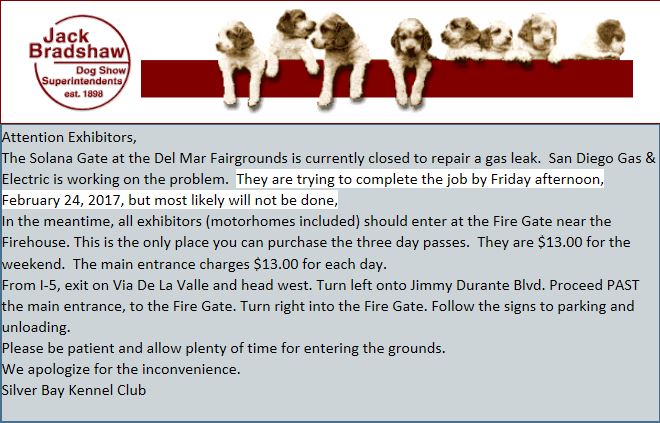 Jack
Bradshaw
Dog Show
Superintendents
est. 1898
Attention Exhibitors,
The Solana Gate at the Del Mar Fairgrounds is currently closed to repair a gas leak.  San Diego Gas &
Electric is working on the problem.  They are trying to complete the job by Friday afternoon,
February 24, 2017, but most likely will not be done,
In the meantime, all exhibitors (motorhomes included) should enter at the Fire Gate near the
Firehouse. This is the only place you can purchase the three day passes.  They are $13.00 for the
weekend.  The main entrance charges $13.00 for each day.
From I-5, exit on Via De La Valle and head west. Turn left onto Jimmy Durante Blvd. Proceed PAST
the main entrance, to the Fire Gate. Turn right into the Fire Gate. Follow the signs to parking and
unloading.
Please be patient and allow plenty of time for entering the grounds.
We apologize for the inconvenience.
Silver Bay Kennel Club